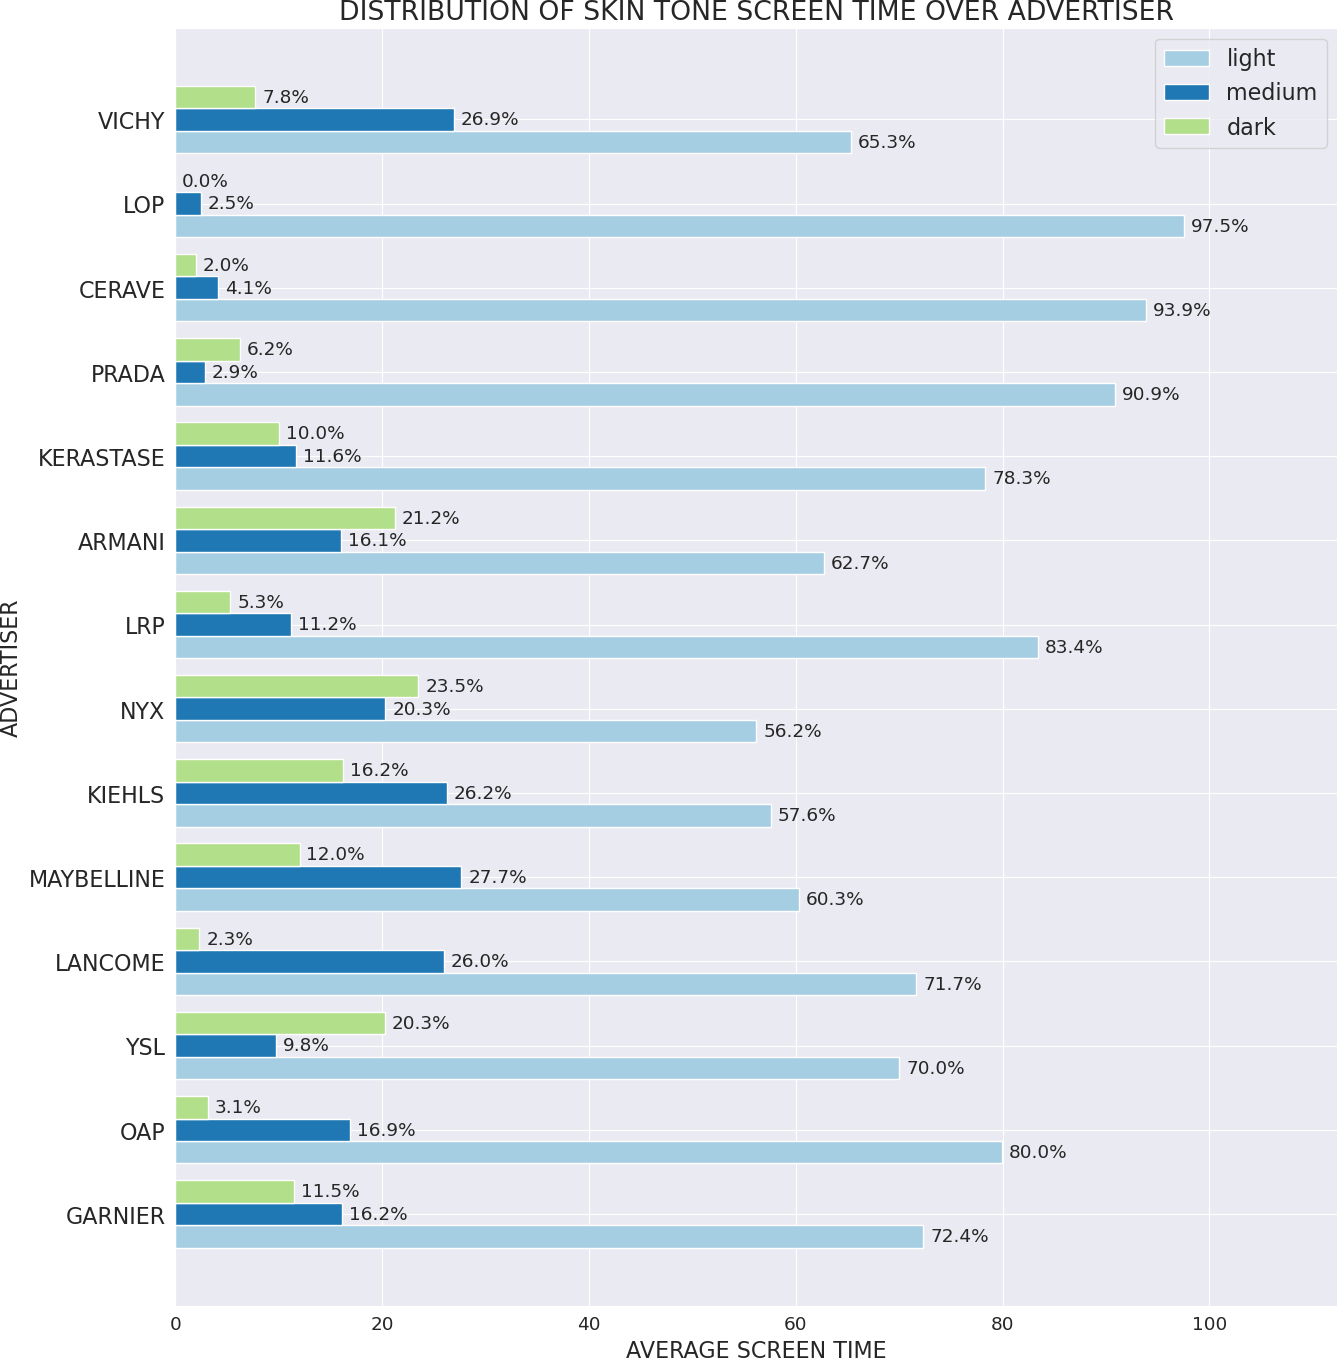 DISTRIBUTION OF SKIN TONE SCREEN TIME OVER ADVERTISER
light
medium
dark
ADVERTISER
VICHY
7.8%
26.9%
65.3%
LOP
0.0%
2.5%
97.5%
CERAVE
2.0%
4.1%
93.9%
PRADA
6.2%
2.9%
90.9%
KERASTASE
10.0%
11.6%
78.3%
ARMANI
21.2%
16.1%
62.7%
LRP
5.3%
11.2%
83.4%
NYX
23.5%
20.3%
56.2%
KIEHLS
16.2%
26.2%
57.6%
MAYBELLINE
12.0%
27.7%
60.3%
LANCOME
2.3%
26.0%
71.7%
YSL
20.3%
9.8%
70.0%
OAP
3.1%
16.9%
80.0%
GARNIER
11.5%
16.2%
72.4%
0 20 40 60 80 100
AVERAGE SCREEN TIME